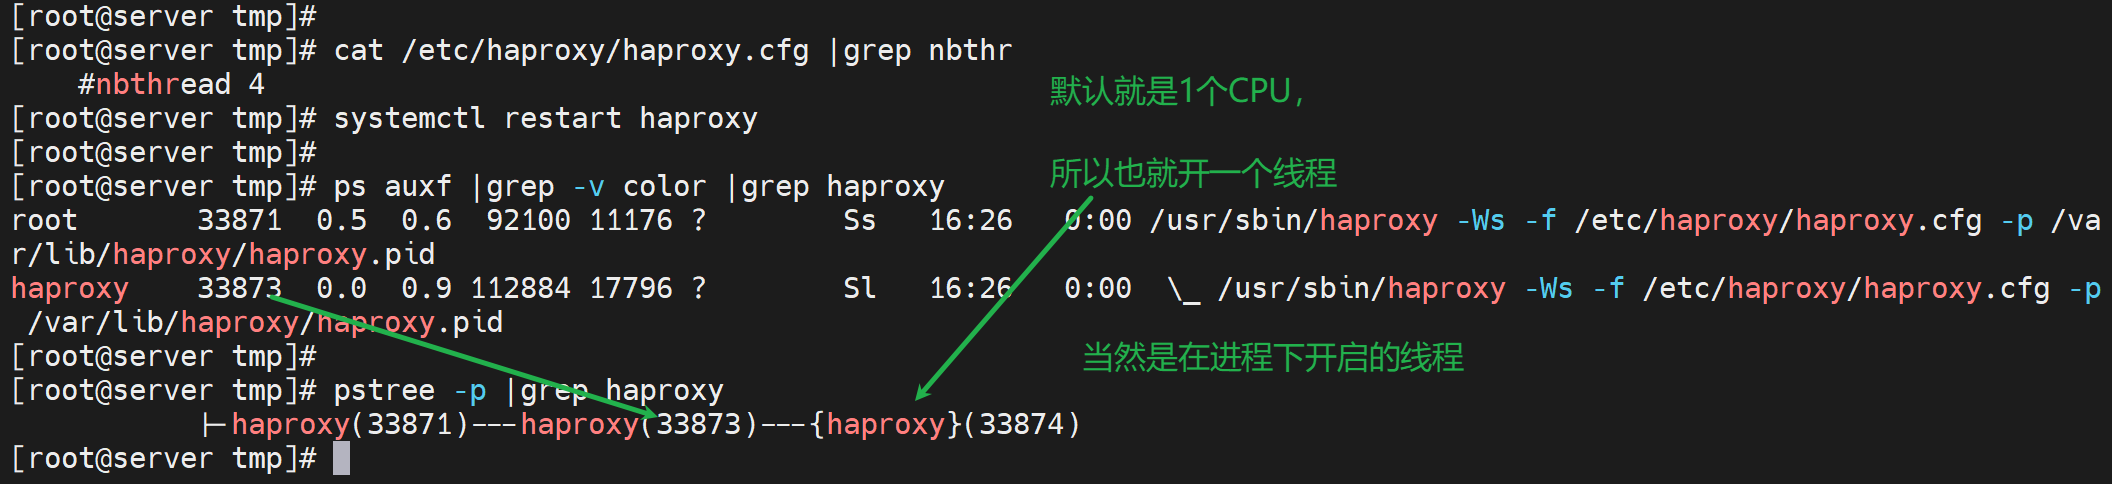 [root@server tmp]#
[root@server tmp]# cat /etc/haproxy/haproxy.cfg |grep nbthr
#nbthread 4
默认就是1个CPU，
[root@server tmp]# systemctl restart haproxy
[root@server tmp]#
所以也就开一个线程
[root@server tmp]# ps auxf |grep -v color |grep haproxy
root 33871 0.5 0.6 92100 11176 ? Ss 16:26 0:00 /usr/sbin/haproxy -Ws -f /etc/haproxy/haproxy.cfg -p /va
r/lib/haproxy/haproxy.pid
haproxy 33873 0.0 0.9 112884 17796 ? Sl 16:26 0:00 \_ /usr/sbin/haproxy -Ws -f /etc/haproxy/haproxy.cfg -p
/var/lib/haproxy/haproxy.pid
[root@server tmp]#
当然是在进程下开启的线程
[root@server tmp]# pstree -p |grep haproxy
|-haproxy(33871)---haproxy(33873)---{haproxy}(33874)
[root@server tmp]#